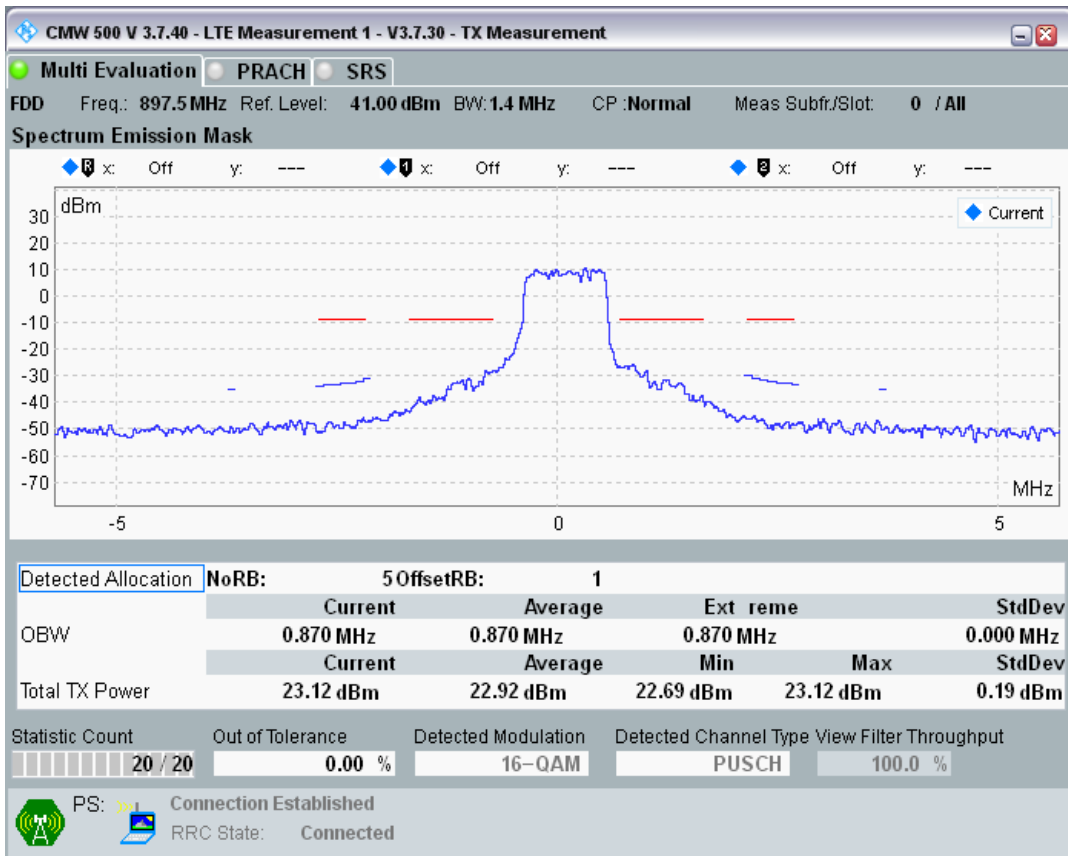 CMW 500 V 3.7.40 - LTE Measurement 1 - V3.7.30 - TX Measurement
Multi Evaluation PRACH SRS
FDD Freq.: 897.5 MHz Ref. Level: 41.00 dBm BW: 1.4 MHz CP :Normal Meas Subfr./Slot: 0 / All
Spectrum Emission Mask
R x: Off y: --- 1 x: Off y: --- 2 x: Off y: ---
dBm
Current
30
20
10
0
-10
-20
-30
-40
-50
-60
-70
MHz
-5 0 5
Detected Allocation NoRB: 5 OffsetRB: 1
Current Average Ext reme StdDev
OBW 0.870 MHz 0.870 MHz 0.870 MHz 0.000 MHz
Current Average Min Max StdDev
Total TX Power 23.12 dBm 22.92 dBm 22.69 dBm 23.12 dBm 0.19 dBm
Statistic Count Out of Tolerance Detected Modulation Detected Channel Type View Filter Throughput
20 / 20 0.00 % 16-QAM PUSCH 100.0 %
PS: Connection Established
RRC State: Connected